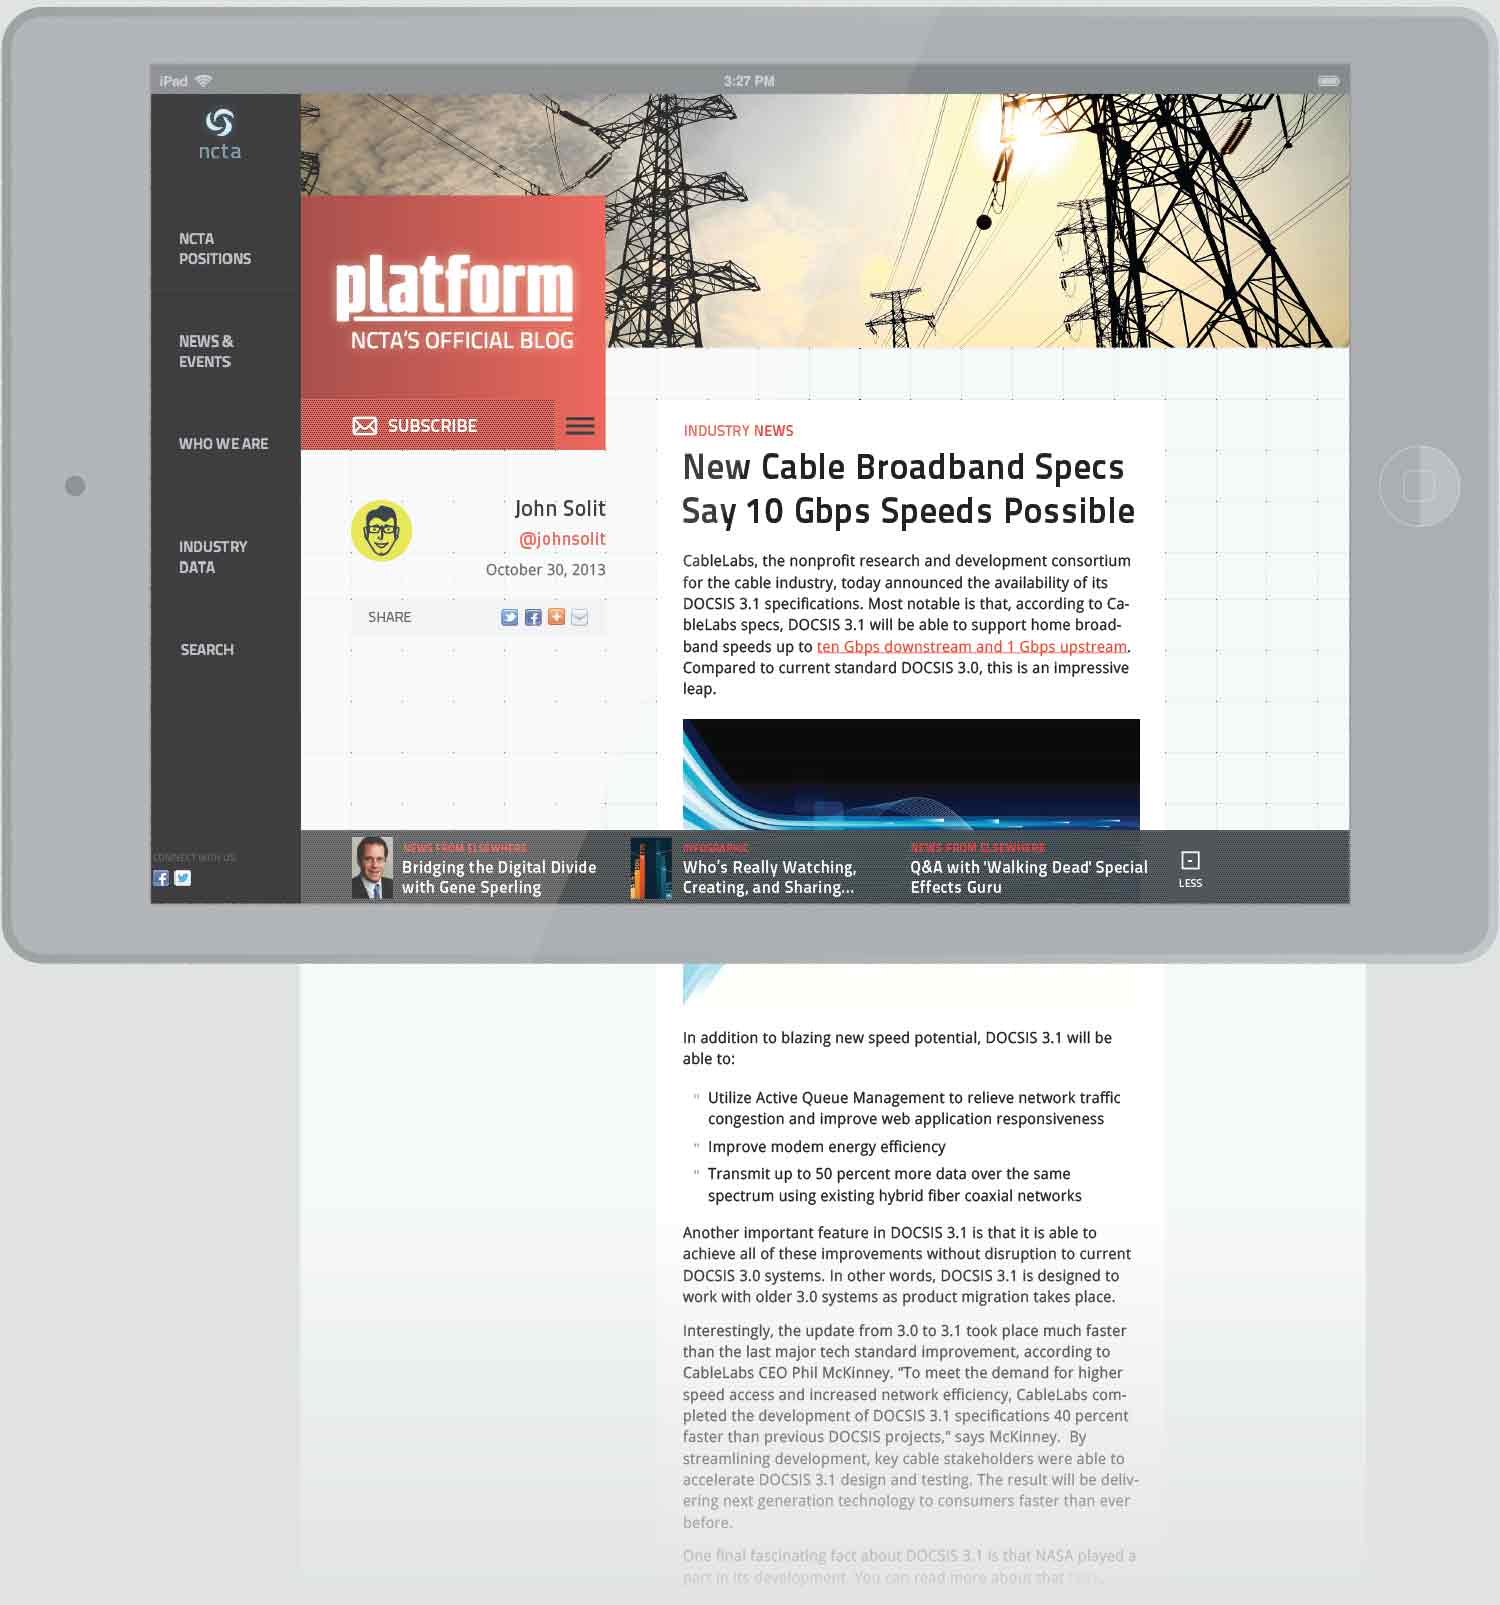 iPad
3:27 PM
ncta
NCTA
POSITIONS
NEWS &
EVENTS
WHO WE ARE
INDUSTRY
DATA
SEARCH
CONNECT WITH US
platform
NCTA'S OFFICIAL BLOG
SUBSCRIBE
John Solit
@johnsolit
October 30, 2013
SHARE
INDUSTRY NEWS
New Cable Broadband Specs
Say 10 Gbps Speeds Possible
CableLabs, the nonprofit research and development consortium
for the cable industry, today announced the availability of its
DOCSIS 3.1 specifications. Most notable is that, according to Ca-
bleLabs specs, DOCSIS 3.1 will be able to support home broad-
band speeds up to ten Gbps downstream and 1 Gbps upstream.
Compared to current standard DOCSIS 3.0, this is an impressive
leap.
NEWS FROM ELSEWHERE
Bridging the Digital Divide
with Gene Sperling
INFOGRAPHIC
Who's Really Watching,
Creating, and Sharing...
NEWS FROM ELSEWHERE
Q&A with 'Walking Dead' Special
Effects Guru
LESS
In addition to blazing new speed potential, DOCSIS 3.1 will be
able to:
" Utilize Active Queue Management to relieve network traffic
congestion and improve web application responsiveness
" Improve modem energy efficiency
" Transmit up to 50 percent more data over the same
spectrum using existing hybrid fiber coaxial networks
Another important feature in DOCSIS 3.1 is that it is able to
achieve all of these improvements without disruption to current
DOCSIS 3.0 systems. In other words, DOCSIS 3.1 is designed to
work with older 3.0 systems as product migration takes place.
Interestingly, the update from 3.0 to 3.1 took place much faster
than the last major tech standard improvement, according to
CableLabs CEO Phil McKinney. "To meet the demand for higher
speed access and increased network efficiency, CableLabs com-
pleted the development of DOCSIS 3.1 specifications 40 percent
faster than previous DOCSIS projects," says McKinney. By
streamlining development, key cable stakeholders were able to
accelerate DOCSIS 3.1 design and testing. The result will be deliv-
ering next generation technology to consumers faster than ever
before.
One final fascinating fact about DOCSIS 3.1 is that NASA played a
part in its development. You can read more about that